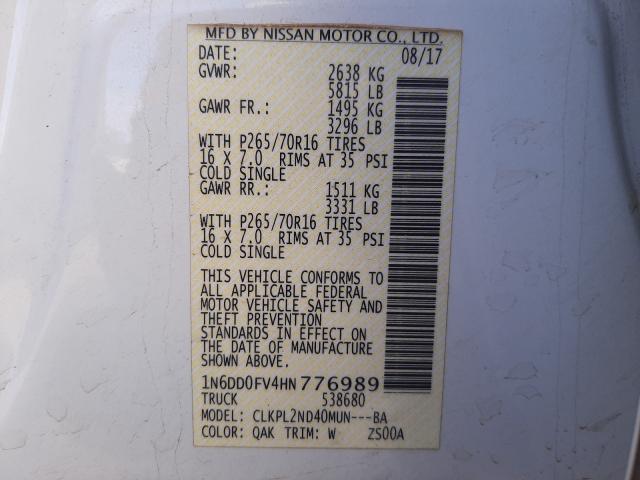 MFD BY NISSAN MOTOR CO., LTD.
DATE: 08/17
GVWR: 2638 KG
5815 LB
GAWR FR.: 1495 KG
3296 LB
WITH P265/70R16 TIRES
16 X 7.0 RIMS AT 35 PSI
COLD SINGLE
GAWR RR.: 1511 KG
3331 LB
WITH P265/70R16 TIRES
16 X 7.0 RIMS AT 35 PSI
COLD SINGLE
THIS VEHICLE CONFORMS TO
ALL APPLICABLE FEDERAL
MOTOR VEHICLE SAFETY AND
THEFT PREVENTION
STANDARDS IN EFFECT ON
THE DATE OF MANUFACTURE
SHOWN ABOVE.
1N6DD0FV4HN776989
TRUCK 538680
MODEL: CLKPL2ND40MUN---BA
COLOR: QAK TRIM: W ZS00A